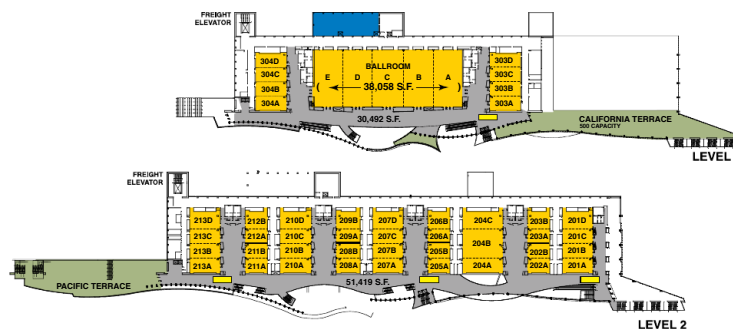 FREIGHT
ELEVATOR
304D
304C
304B
304A
BALLROOM
E D C B A
( 38,058 S.F. )
303D
303C
303B
303A
30,492 S.F.
CALIFORNIA TERRACE
500 CAPACITY
LEVEL
FREIGHT
ELEVATOR
213D 212B 210D 209B 207D 206B 204C 203B 201D
213C 212A 210C 209A 207C 206A 204B 203A 201C
213B 211B 210B 208B 207B 205B 202B 201B
213A 211A 210A 208A 207A 205A 204A 202A 201A
PACIFIC TERRACE
51,419 S.F.
LEVEL 2